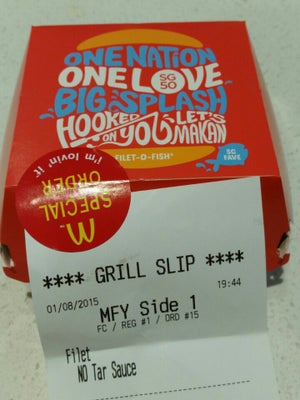 ONE NATION
ONE LOVE SG 50
BIG SPLASH
HOOKED ON YOU LET'S MAKAN
FILET-O-FISH®
SG FAVE
i'm lovin' it
SPECIAL ORDER
**** GRILL SLIP ****
01/08/2015 19:44
MFY Side 1
FC / REG #1 / ORD #15
Filet
NO Tar Sauce